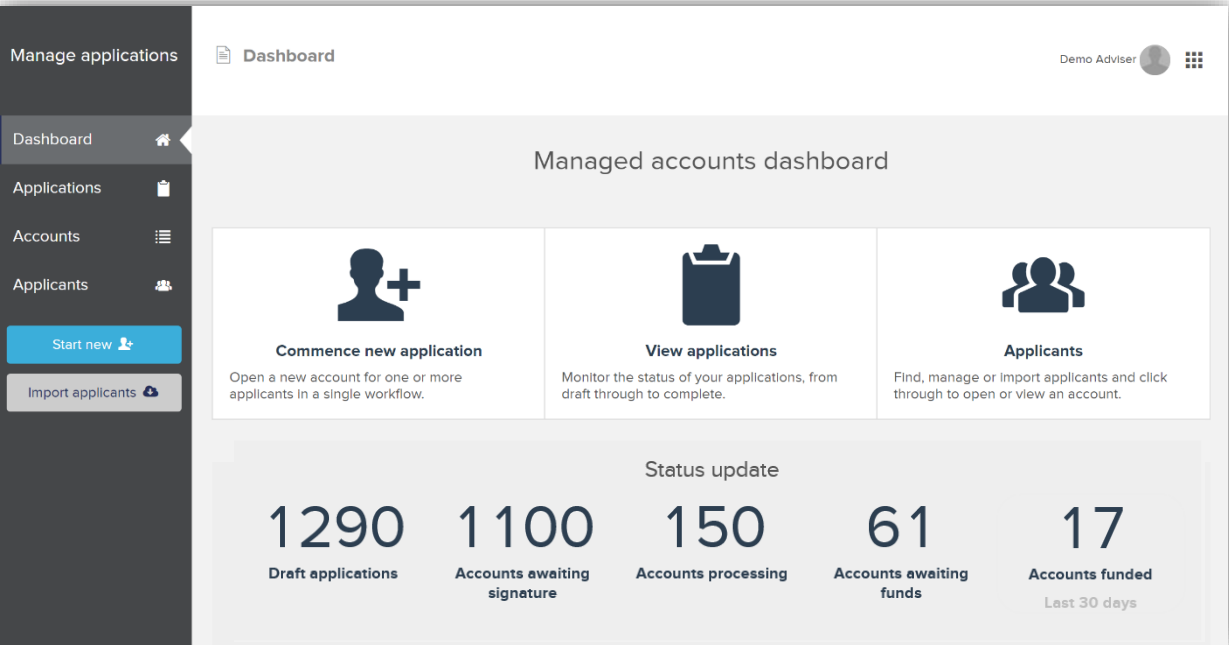 Manage applications
Dashboard
Demo Adviser
Dashboard
Applications
Accounts
Applicants
Start new
Import applicants
Managed accounts dashboard
Commence new application
Open a new account for one or more
applicants in a single workflow.
View applications
Monitor the status of your applications, from
draft through to complete.
Applicants
Find, manage or import applicants and click
through to open or view an account.
Status update
1290
Draft applications
1100
Accounts awaiting
signature
150
Accounts processing
61
Accounts awaiting
funds
17
Accounts funded
Last 30 days